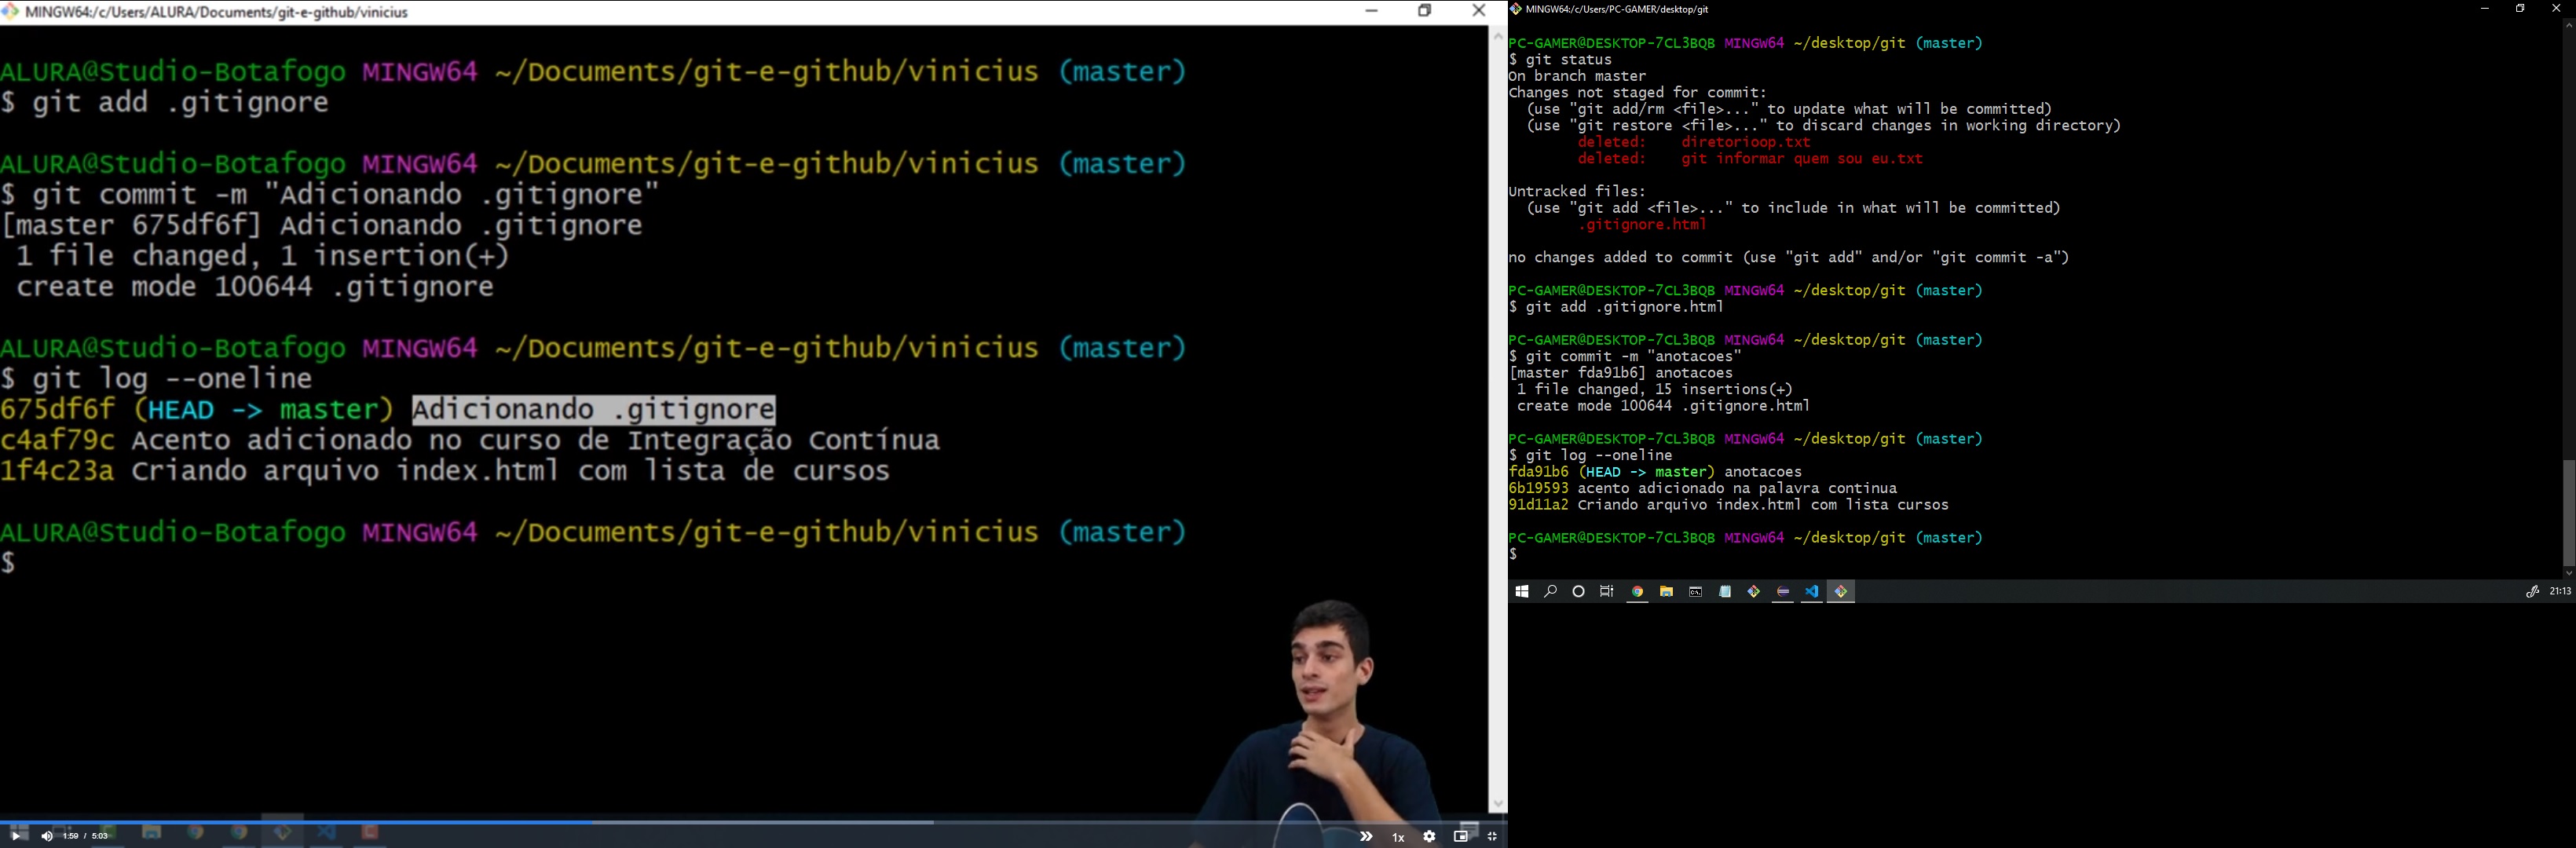 MINGW64:/c/Users/ALURA/Documents/git-e-github/vinicius
ALURA@Studio-Botafogo MINGW64 ~/Documents/git-e-github/vinicius (master)
$ git add .gitignore
ALURA@Studio-Botafogo MINGW64 ~/Documents/git-e-github/vinicius (master)
$ git commit -m "Adicionando .gitignore"
[master 675df6f] Adicionando .gitignore
1 file changed, 1 insertion(+)
create mode 100644 .gitignore
ALURA@Studio-Botafogo MINGW64 ~/Documents/git-e-github/vinicius (master)
$ git log --oneline
675df6f (HEAD -> master) Adicionando .gitignore
c4af79c Acento adicionado no curso de Integração Contínua
1f4c23a Criando arquivo index.html com lista de cursos
ALURA@Studio-Botafogo MINGW64 ~/Documents/git-e-github/vinicius (master)
$
1:59 / 5:03
1x
MINGW64:/c/Users/PC-GAMER/desktop/git
PC-GAMER@DESKTOP-7CL3BQB MINGW64 ~/desktop/git (master)
$ git status
On branch master
Changes not staged for commit:
(use "git add/rm <file>..." to update what will be committed)
(use "git restore <file>..." to discard changes in working directory)
deleted: diretorioop.txt
deleted: git informar quem sou eu.txt
Untracked files:
(use "git add <file>..." to include in what will be committed)
.gitignore.html
no changes added to commit (use "git add" and/or "git commit -a")
PC-GAMER@DESKTOP-7CL3BQB MINGW64 ~/desktop/git (master)
$ git add .gitignore.html
PC-GAMER@DESKTOP-7CL3BQB MINGW64 ~/desktop/git (master)
$ git commit -m "anotacoes"
[master fda91b6] anotacoes
1 file changed, 15 insertions(+)
create mode 100644 .gitignore.html
PC-GAMER@DESKTOP-7CL3BQB MINGW64 ~/desktop/git (master)
$ git log --oneline
fda91b6 (HEAD -> master) anotacoes
6b19593 acento adicionado na palavra continua
91d11a2 Criando arquivo index.html com lista cursos
PC-GAMER@DESKTOP-7CL3BQB MINGW64 ~/desktop/git (master)
$
21:13